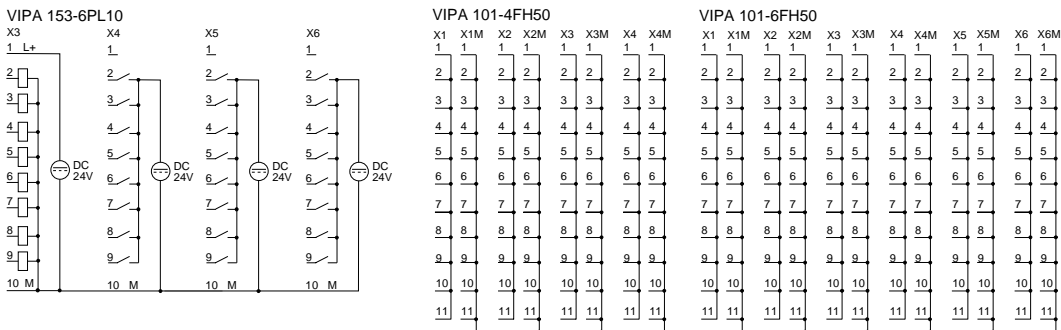 VIPA 153-6PL10 VIPA 101-4FH50 VIPA 101-6FH50
X3 X4 X5 X6 X1 X1M X2 X2M X3 X3M X4 X4M X1 X1M X2 X2M X3 X3M X4 X4M X5 X5M X6 X6M
1 L+ 1 1 1 1 1 1 1 1 1 1 1 1 1 1 1 1 1 1 1 1 1 1 1
2 2 2 2 2 2 2 2 2 2 2 2 2 2 2 2 2 2 2 2 2 2 2 2
3 3 3 3 3 3 3 3 3 3 3 3 3 3 3 3 3 3 3 3 3 3 3 3
4 4 4 4 4 4 4 4 4 4 4 4 4 4 4 4 4 4 4 4 4 4 4 4
5 5 5 5 5 5 5 5 5 5 5 5 5 5 5 5 5 5 5 5 5 5 5 5
DC DC DC DC
24V 24V 24V 24V
6 6 6 6 6 6 6 6 6 6 6 6 6 6 6 6 6 6 6 6 6 6 6 6
7 7 7 7 7 7 7 7 7 7 7 7 7 7 7 7 7 7 7 7 7 7 7 7
8 8 8 8 8 8 8 8 8 8 8 8 8 8 8 8 8 8 8 8 8 8 8 8
9 9 9 9 9 9 9 9 9 9 9 9 9 9 9 9 9 9 9 9 9 9 9 9
10 M 10 M 10 M 10 M 10 10 10 10 10 10 10 10 10 10 10 10 10 10 10 10 10 10 10 10
11 11 11 11 11 11 11 11 11 11 11 11 11 11 11 11 11 11 11 11